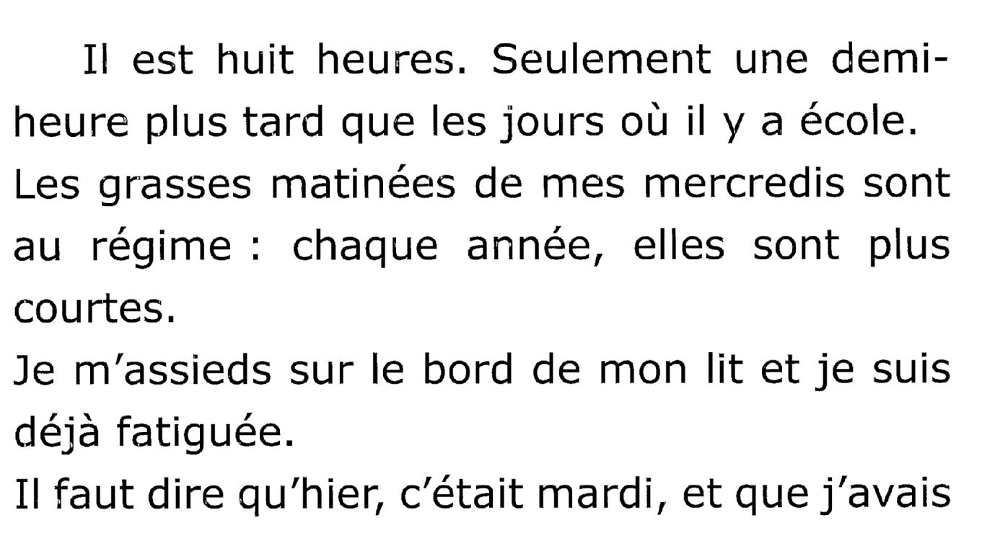 Il est huit heures. Seulement une demi-
heure plus tard que les jours où il y a école.
Les grasses matinées de mes mercredis sont
au régime : chaque année, elles sont plus
courtes.
Je m’assieds sur le bord de mon lit et je suis
déjà fatiguée.
Il faut dire qu’hier, c’était mardi, et que j’avais